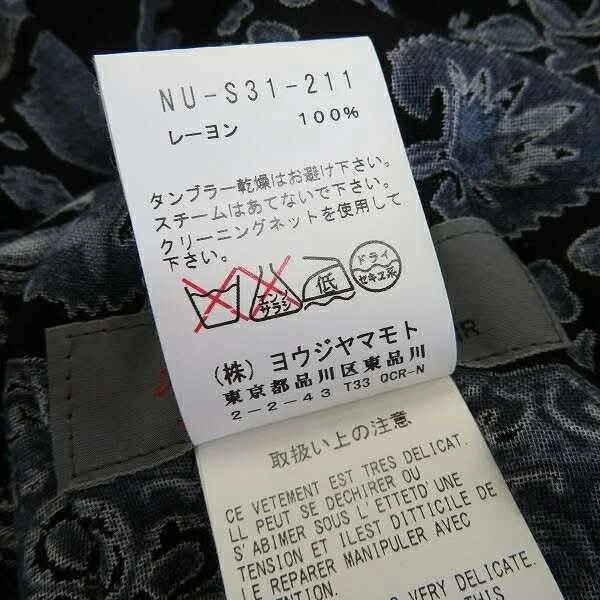 NU-S31-211
レーヨン 100%
タンブラー乾燥はお避け下さい。
スチームはあてないで下さい。
クリーニングネットを使用して
下さい。
エンソ サラシ 低 ドライ セキユ系
(株) ヨウジヤマモト
東京都品川区東品川
2-2-43 T33 QCR-N
取扱い上の注意
CE VETEMENT EST TRES DELICAT.
LL PEUT SE DECHIRER OU
S'ABIMER SOUS L'ETTETD'UNE
TENSION ET ILEST DITTICILE DE
LE REPARER MANIPULER AVEC
VERY DELICATE.
THIS